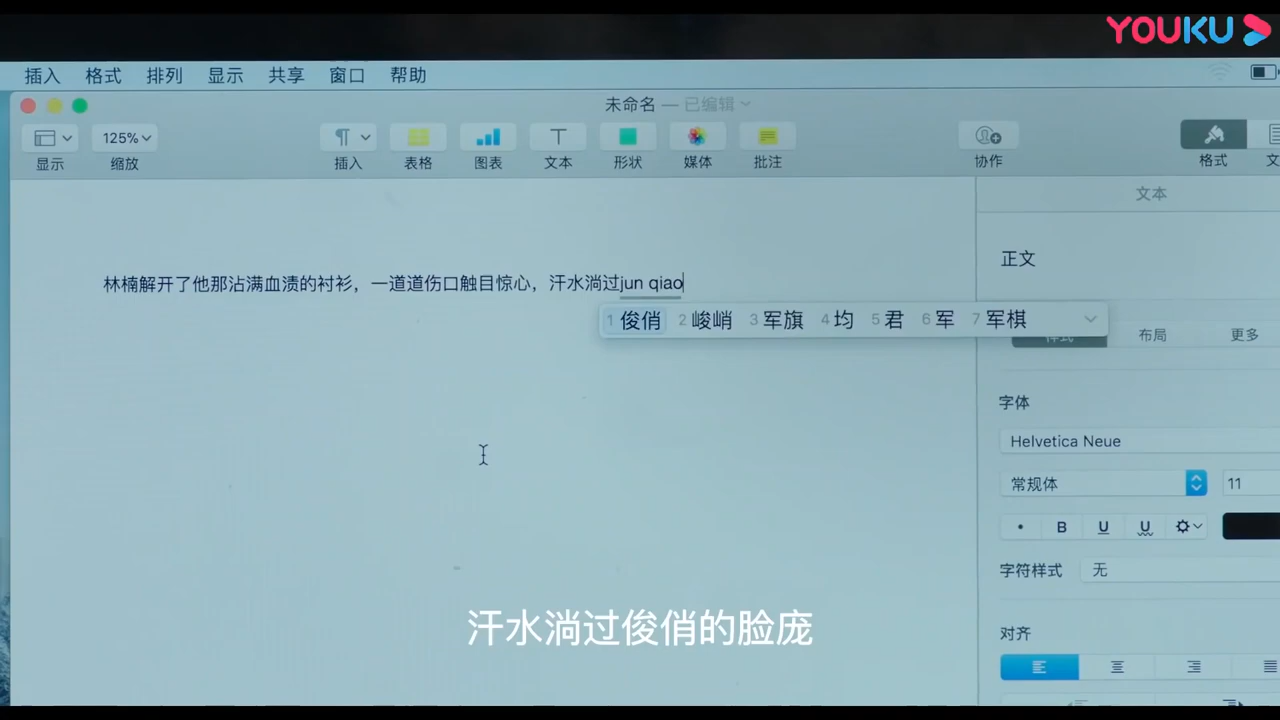 YOUKU
插入 格式 排列 显示 共享 窗口 帮助
未命名 — 已编辑
125%
显示 缩放 插入 表格 图表 文本 形状 媒体 批注 协作 格式 文
文本
林楠解开了他那沾满血渍的衬衫，一道道伤口触目惊心，汗水淌过jun qiao
正文
1 俊俏 2 峻峭 3 军旗 4 均 5 君 6 军 7 军棋
样式 布局 更多
字体
Helvetica Neue
常规体 11
B U U
字符样式 无
汗水淌过俊俏的脸庞
对齐